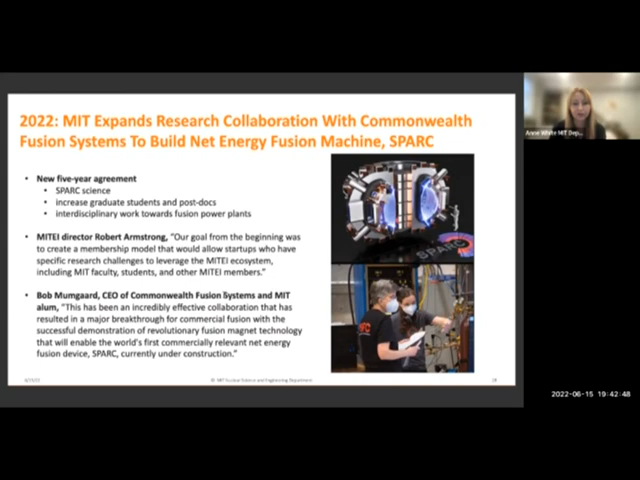 2022: MIT Expands Research Collaboration With Commonwealth
Fusion Systems To Build Net Energy Fusion Machine, SPARC
• New five-year agreement
• SPARC science
• increase graduate students and post-docs
• interdisciplinary work towards fusion power plants
• MITEI director Robert Armstrong, “Our goal from the beginning was
to create a membership model that would allow startups who have
specific research challenges to leverage the MITEI ecosystem,
including MIT faculty, students, and other MITEI members.”
• Bob Mumgaard, CEO of Commonwealth Fusion Systems and MIT
alum, “This has been an incredibly effective collaboration that has
resulted in a major breakthrough for commercial fusion with the
successful demonstration of revolutionary fusion magnet technology
that will enable the world's first commercially relevant net energy
fusion device, SPARC, currently under construction.”
SPARC
MIT Nuclear Science and Engineering Department
Anne White MIT Dep...
2022-06-15 19:42:48